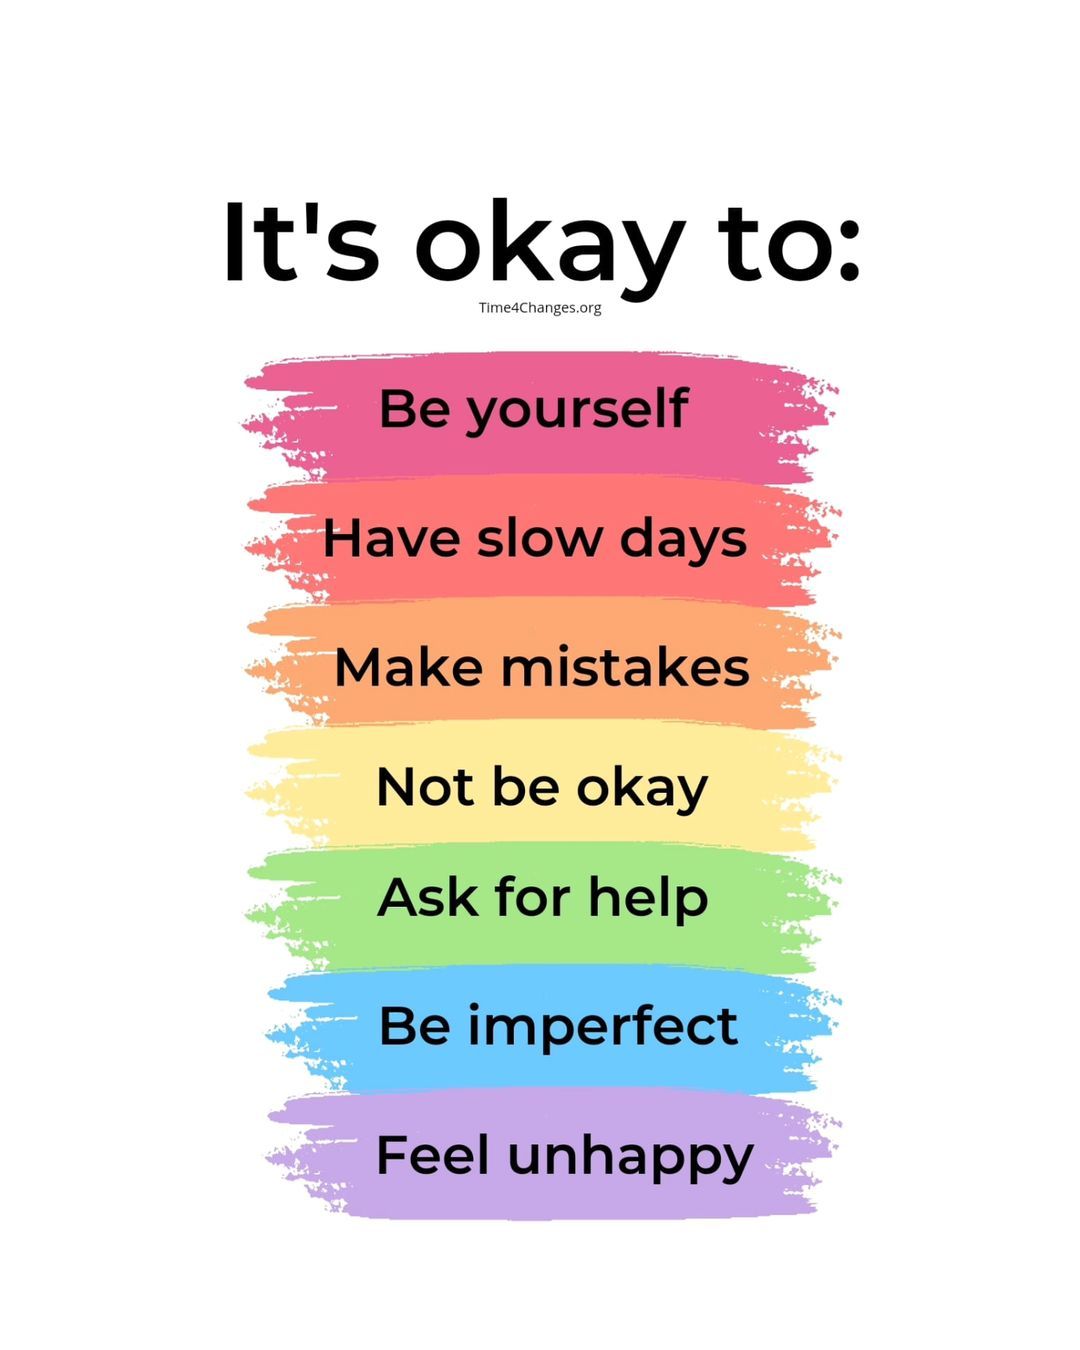 It's okay to:
Time4Changes.org
Be yourself
Have slow days
Make mistakes
Not be okay
Ask for help
Be imperfect
Feel unhappy